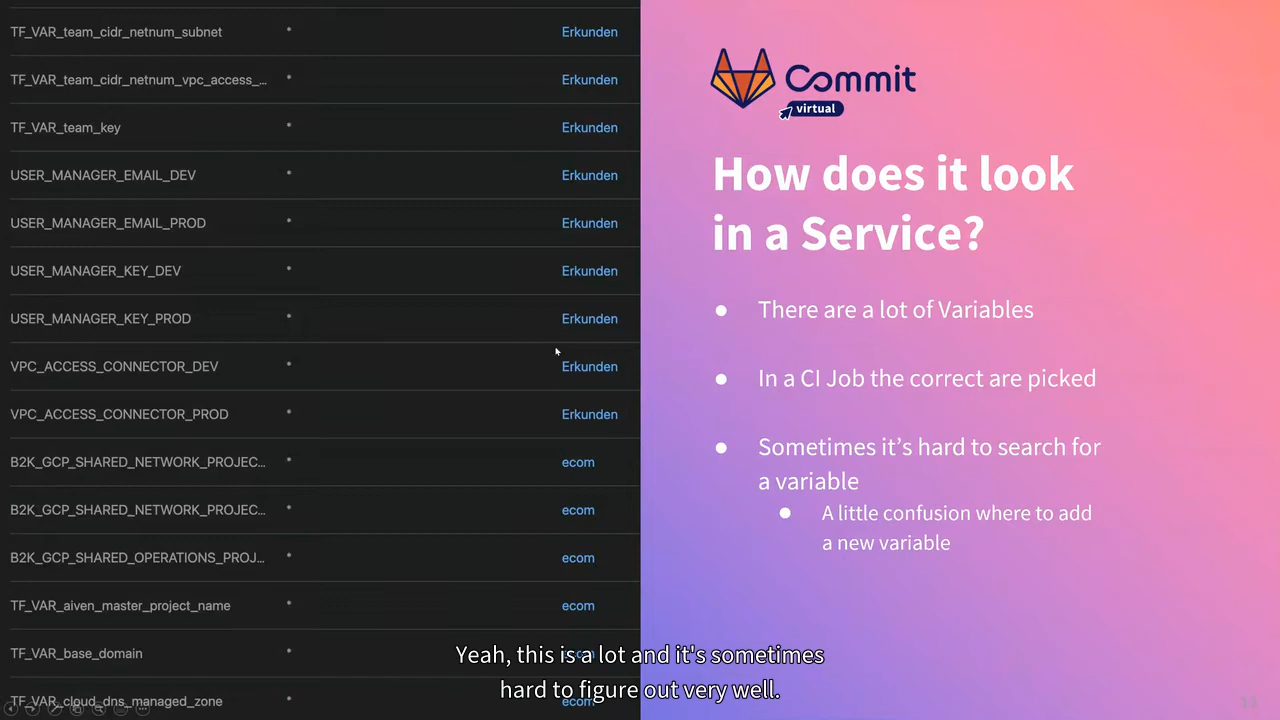 TF_VAR_team_cidr_netnum_subnet * Erkunden
TF_VAR_team_cidr_netnum_vpc_access_... * Erkunden
TF_VAR_team_key * Erkunden
USER_MANAGER_EMAIL_DEV * Erkunden
USER_MANAGER_EMAIL_PROD * Erkunden
USER_MANAGER_KEY_DEV * Erkunden
USER_MANAGER_KEY_PROD * Erkunden
VPC_ACCESS_CONNECTOR_DEV * Erkunden
VPC_ACCESS_CONNECTOR_PROD * Erkunden
B2K_GCP_SHARED_NETWORK_PROJEC... * ecom
B2K_GCP_SHARED_NETWORK_PROJEC... * ecom
B2K_GCP_SHARED_OPERATIONS_PROJ... * ecom
TF_VAR_aiven_master_project_name * ecom
TF_VAR_base_domain * ecom
TF_VAR_cloud_dns_managed_zone * ecom
Commit
virtual
How does it look
in a Service?
● There are a lot of Variables
● In a CI Job the correct are picked
● Sometimes it’s hard to search for
a variable
● A little confusion where to add
a new variable
Yeah, this is a lot and it's sometimes
hard to figure out very well.